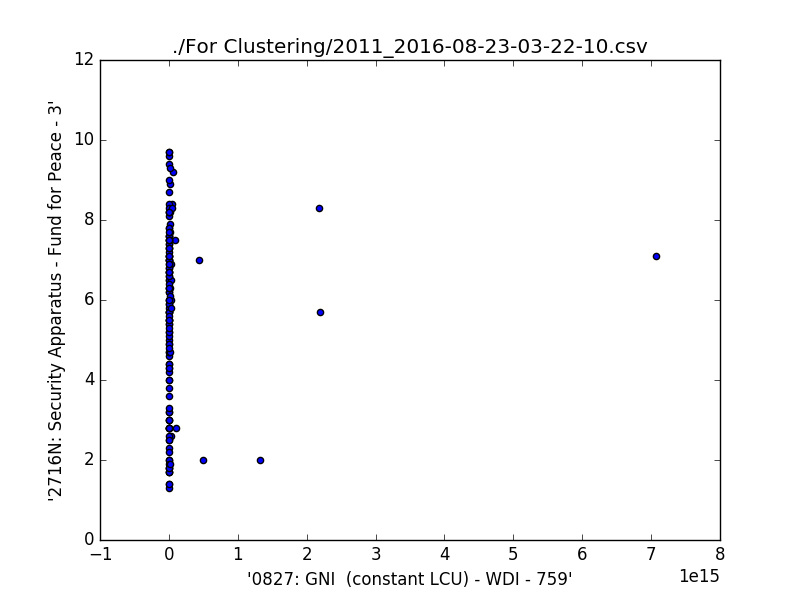 ./For Clustering/2011_2016-08-23-03-22-10.csv
12
10
8
6
4
2
0
'2716N: Security Apparatus - Fund for Peace - 3'
−1 0 1 2 3 4 5 6 7 8
1e15
'0827: GNI  (constant LCU) - WDI - 759'